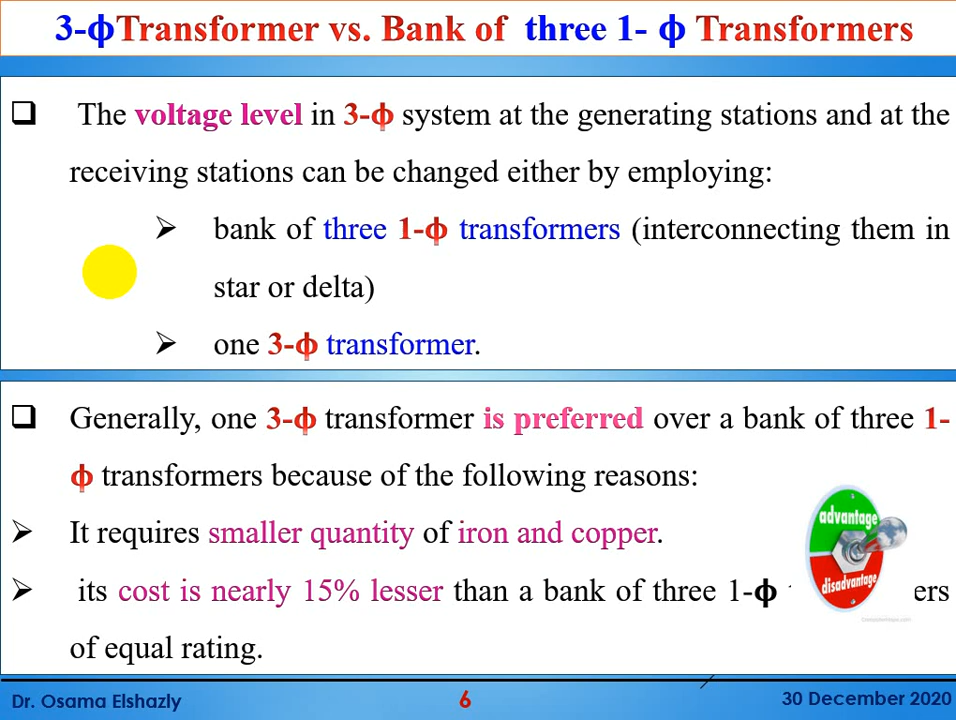 3-ϕTransformer vs. Bank of three 1- ϕ Transformers
❑ The voltage level in 3-ϕ system at the generating stations and at the
receiving stations can be changed either by employing:
➢ bank of three 1-ϕ transformers (interconnecting them in
star or delta)
➢ one 3-ϕ transformer.
❑ Generally, one 3-ϕ transformer is preferred over a bank of three 1-
ϕ transformers because of the following reasons:
➢ It requires smaller quantity of iron and copper.
advantage
disadvantage
➢ its cost is nearly 15% lesser than a bank of three 1-ϕ t ers
of equal rating.
Dr. Osama Elshazly 6 30 December 2020